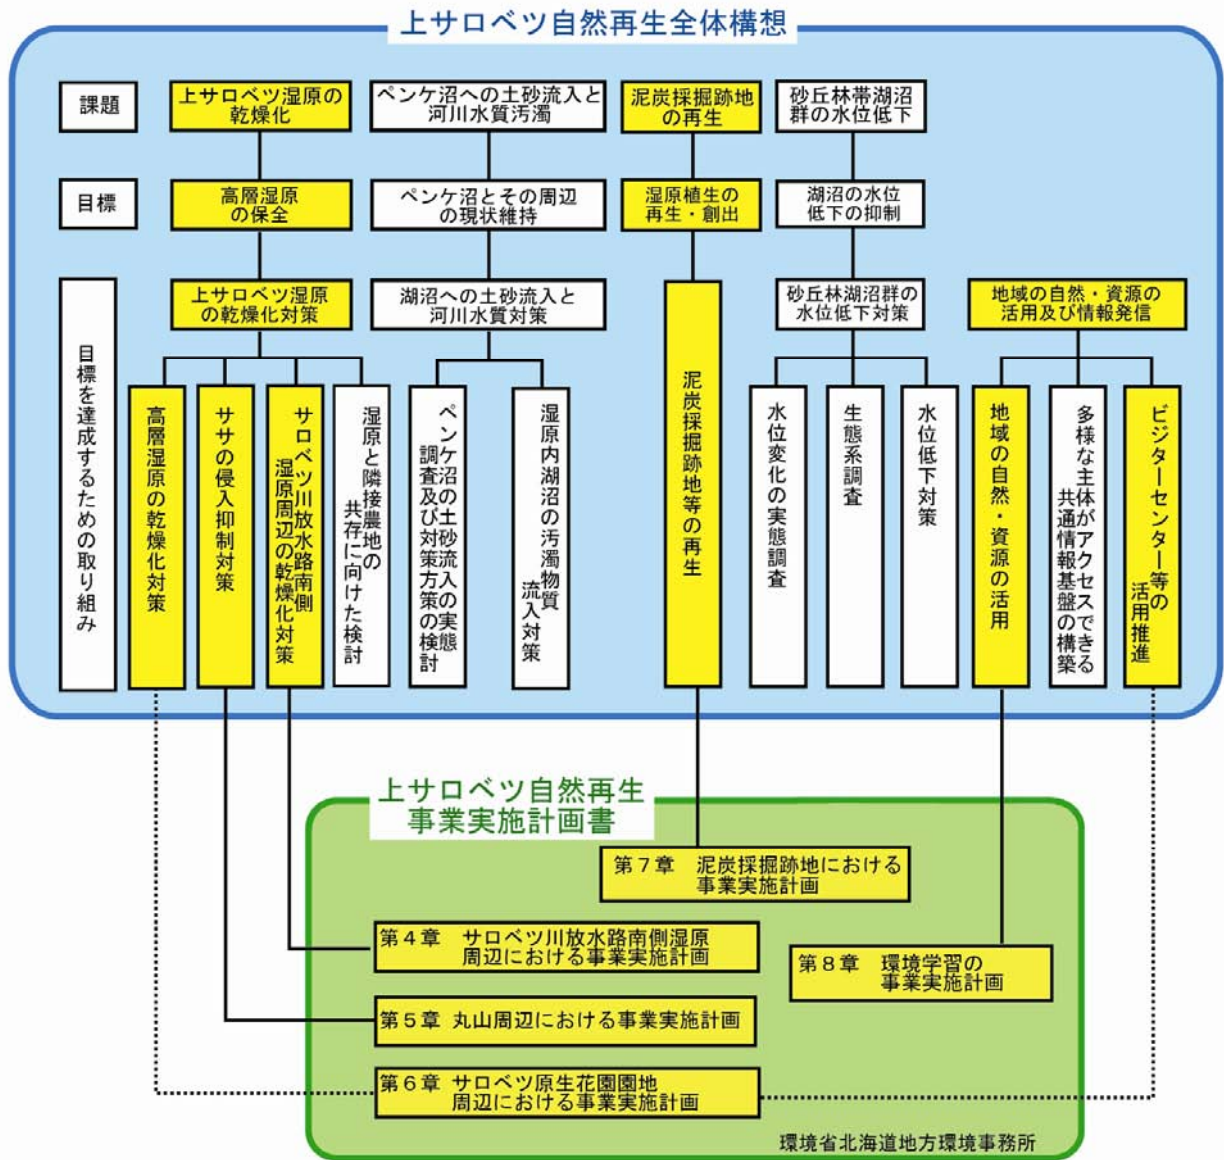 上サロベツ自然再生全体構想
課題
上サロベツ湿原の
乾燥化
ペンケ沼への土砂流入と
河川水質汚濁
泥炭採掘跡地
の再生
砂丘林帯湖沼
群の水位低下
目標
高層湿原
の保全
ペンケ沼とその周辺
の現状維持
湿原植生の
再生・創出
湖沼の水位
低下の抑制
目標を達成するための取り組み
上サロベツ湿原
の乾燥化対策
湖沼への土砂流入と
河川水質対策
砂丘林湖沼群の
水位低下対策
地域の自然・資源の
活用及び情報発信
高層湿原の乾燥化対策
ササの侵入抑制対策
サロベツ川放水路南側
湿原周辺の乾燥化対策
湿原と隣接農地の
共存に向けた検討
ペンケ沼の土砂流入の実態
調査及び対策方策の検討
湿原内湖沼の汚濁物質
流入対策
泥炭採掘跡地等の再生
水位変化の実態調査
生態系調査
水位低下対策
地域の自然・資源の活用
多様な主体がアクセスできる
共通情報基盤の構築
ビジターセンター等の
活用推進
上サロベツ自然再生
事業実施計画書
第7章 泥炭採掘跡地における
事業実施計画
第4章 サロベツ川放水路南側湿原
周辺における事業実施計画
第8章 環境学習の
事業実施計画
第5章 丸山周辺における事業実施計画
第6章 サロベツ原生花園園地
周辺における事業実施計画
環境省北海道地方環境事務所